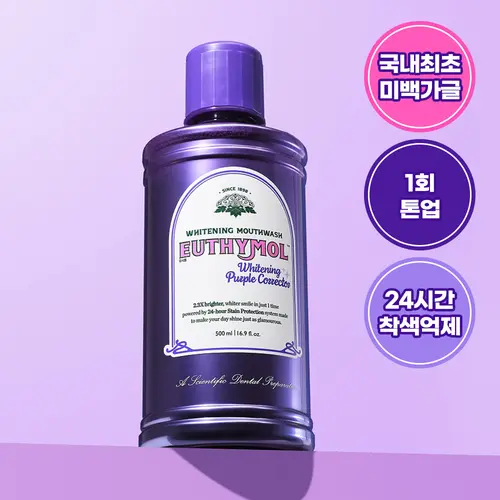 국내최초
미백가글
1회
톤업
24시간
착색억제
· SINCE 1898 ·
WHITENING MOUTHWASH
EUTHYMOL
Whitening
Purple Corrector
2.3X brighter, whiter smile in just 1 time
powered by 24-hour Stain Protection system made
to make your day shine just as glamourous.
500 ml | 16.9 fl. oz.
A Scientific Dental